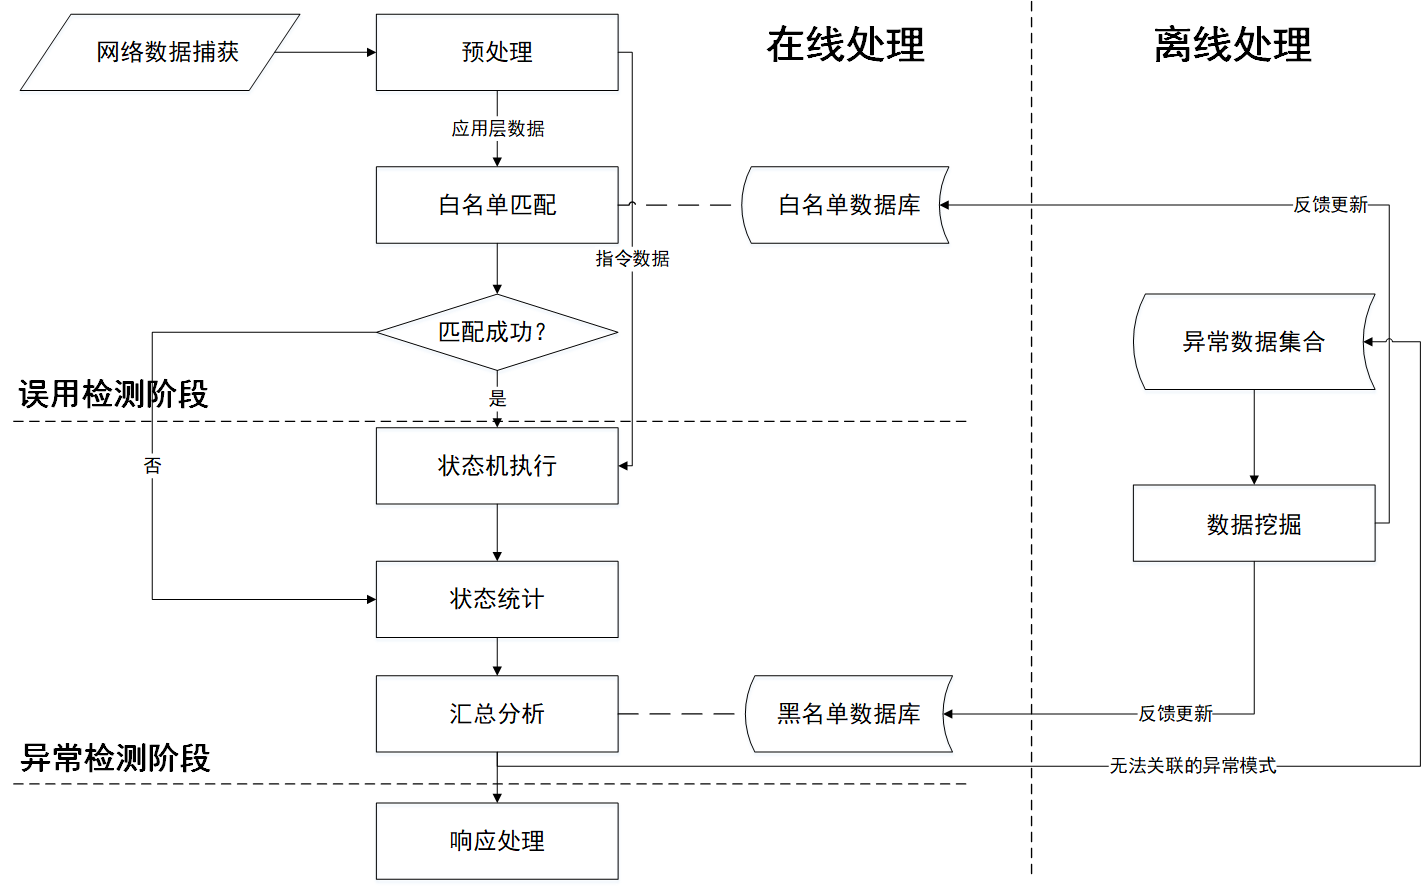 网络数据捕获
预处理
在线处理
离线处理
应用层数据
白名单匹配
白名单数据库
反馈更新
指令数据
匹配成功?
异常数据集合
误用检测阶段
是
否
状态机执行
数据挖掘
状态统计
汇总分析
黑名单数据库
反馈更新
异常检测阶段
无法关联的异常模式
响应处理